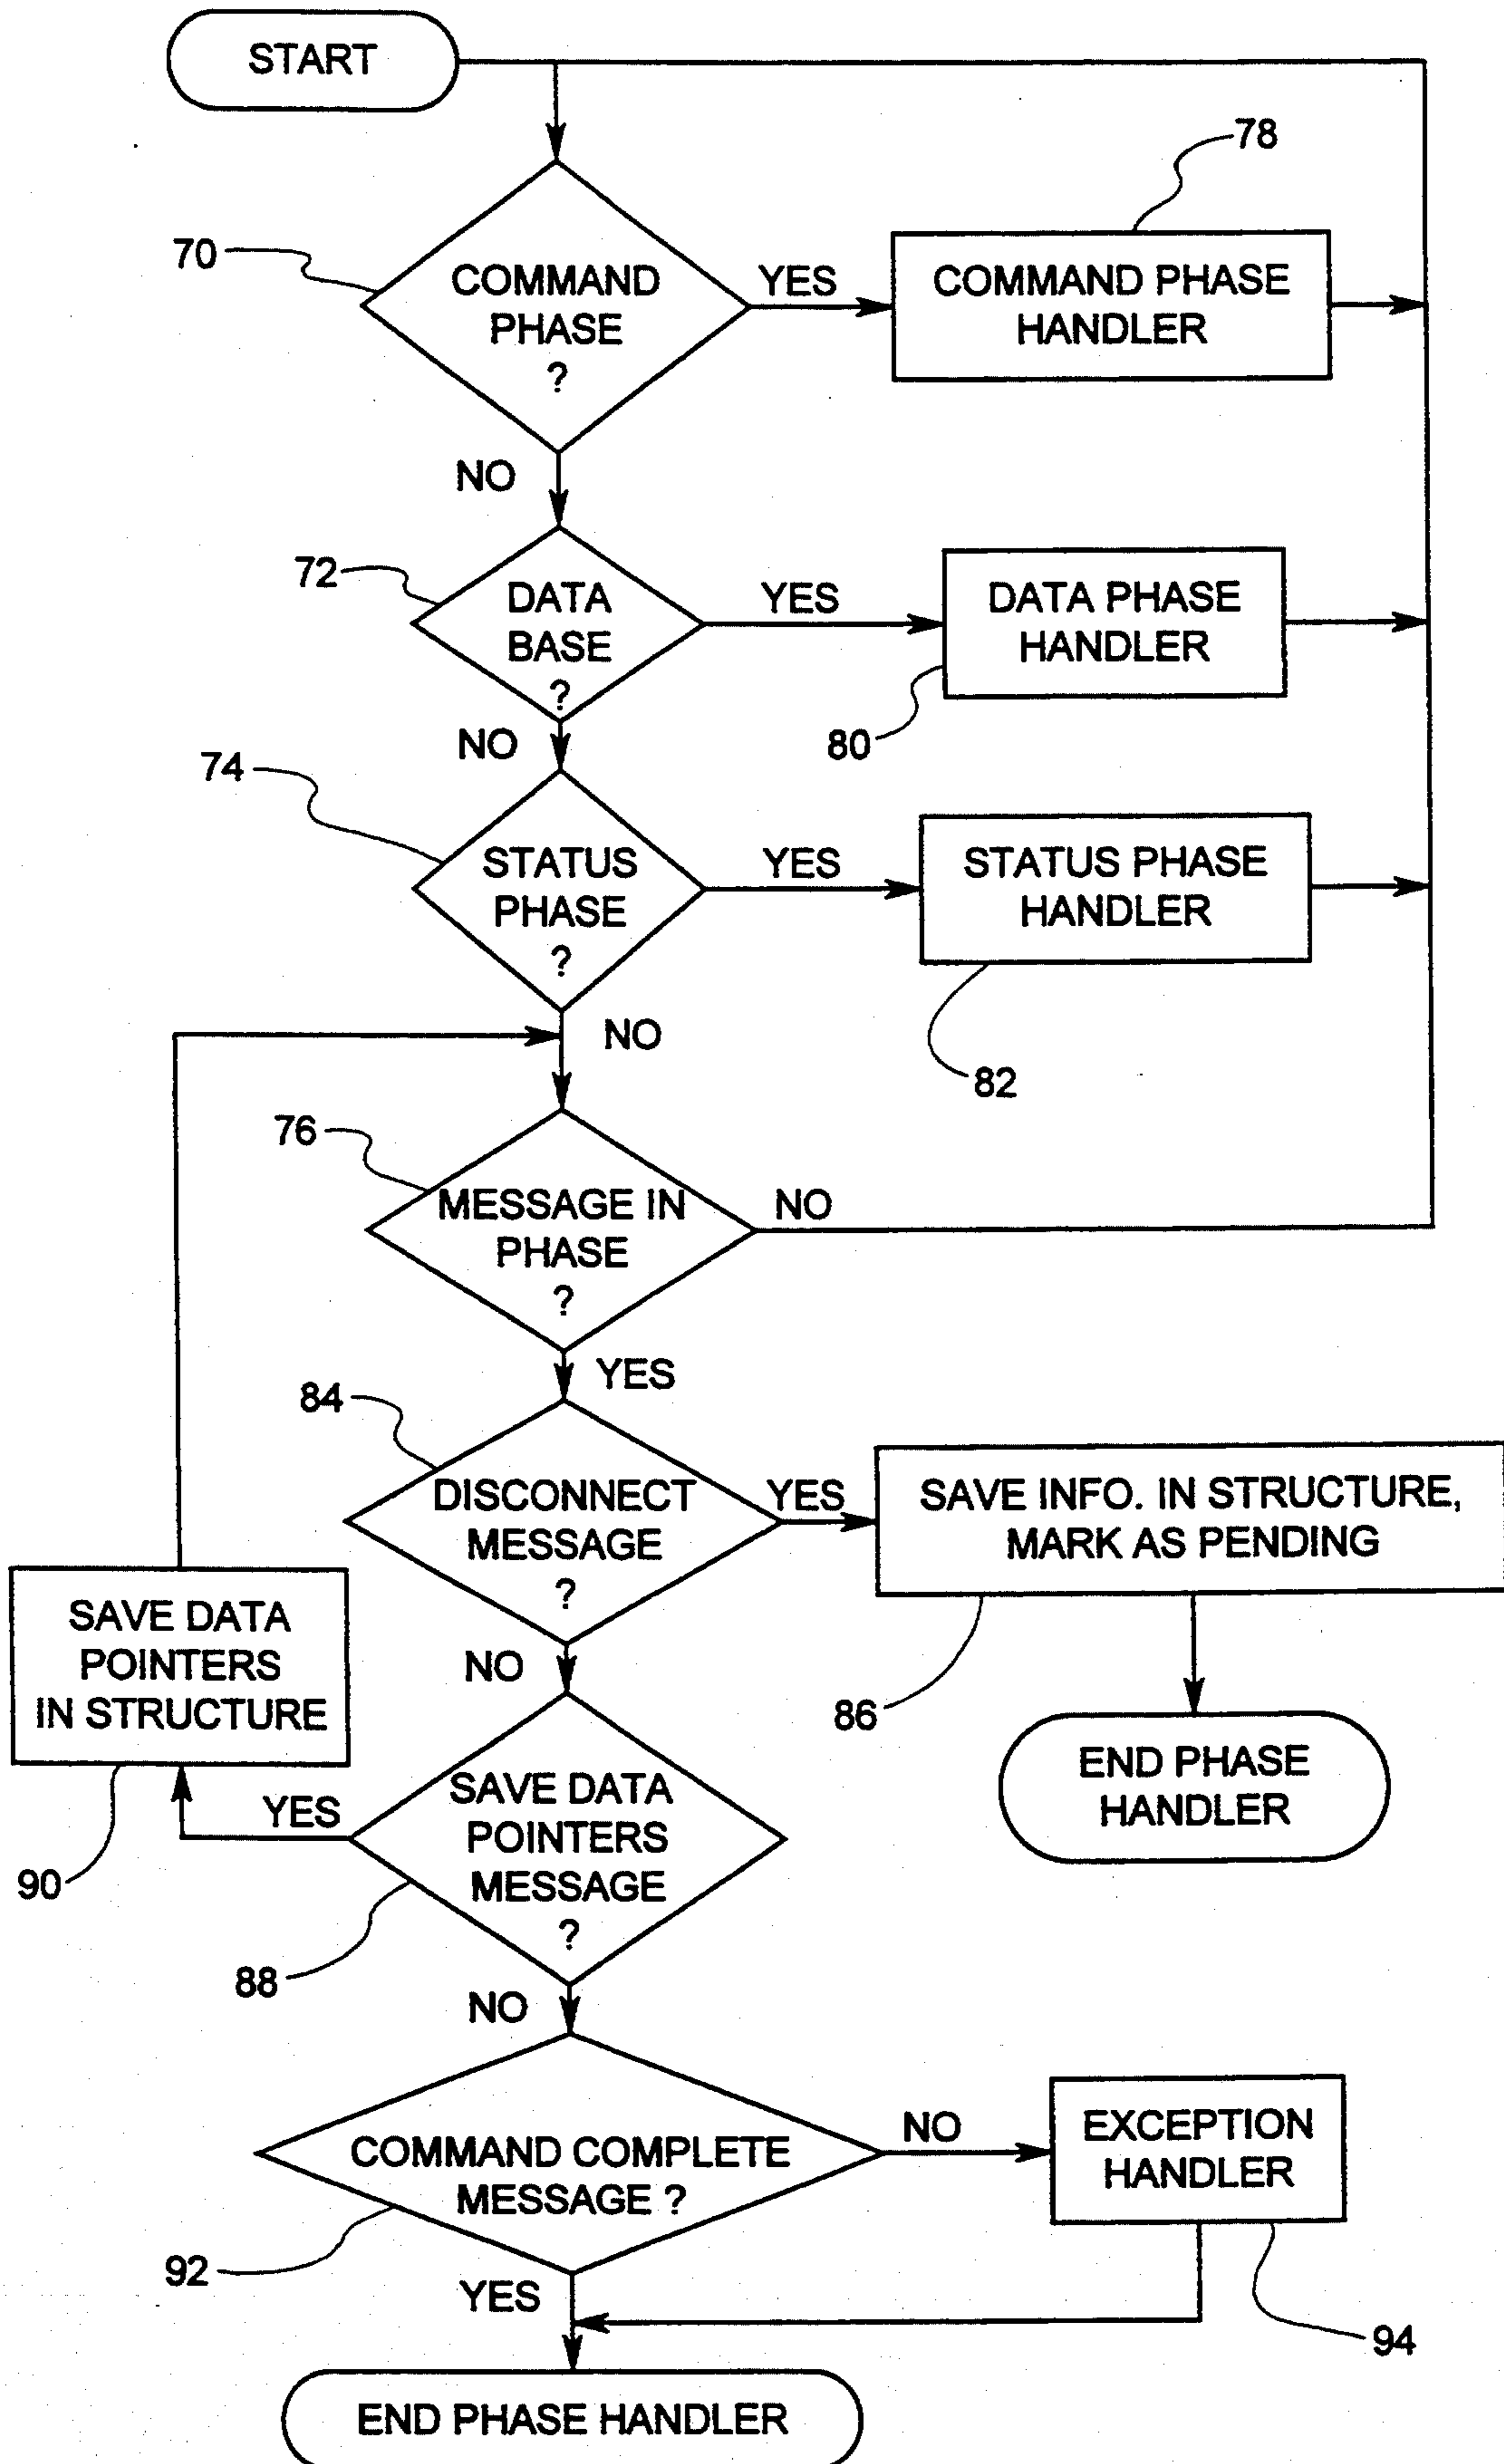 START
78
70
COMMAND
PHASE
?
YES
COMMAND PHASE
HANDLER
NO
72
DATA
BASE
?
YES
DATA PHASE
HANDLER
80
NO
74
STATUS
PHASE
?
YES
STATUS PHASE
HANDLER
82
NO
76
MESSAGE IN
PHASE
?
NO
YES
84
DISCONNECT
MESSAGE
?
YES
SAVE INFO. IN STRUCTURE,
MARK AS PENDING
86
END PHASE
HANDLER
NO
SAVE DATA
POINTERS
IN STRUCTURE
90
YES
SAVE DATA
POINTERS
MESSAGE
?
88
NO
COMMAND COMPLETE
MESSAGE ?
92
NO
EXCEPTION
HANDLER
94
YES
END PHASE HANDLER